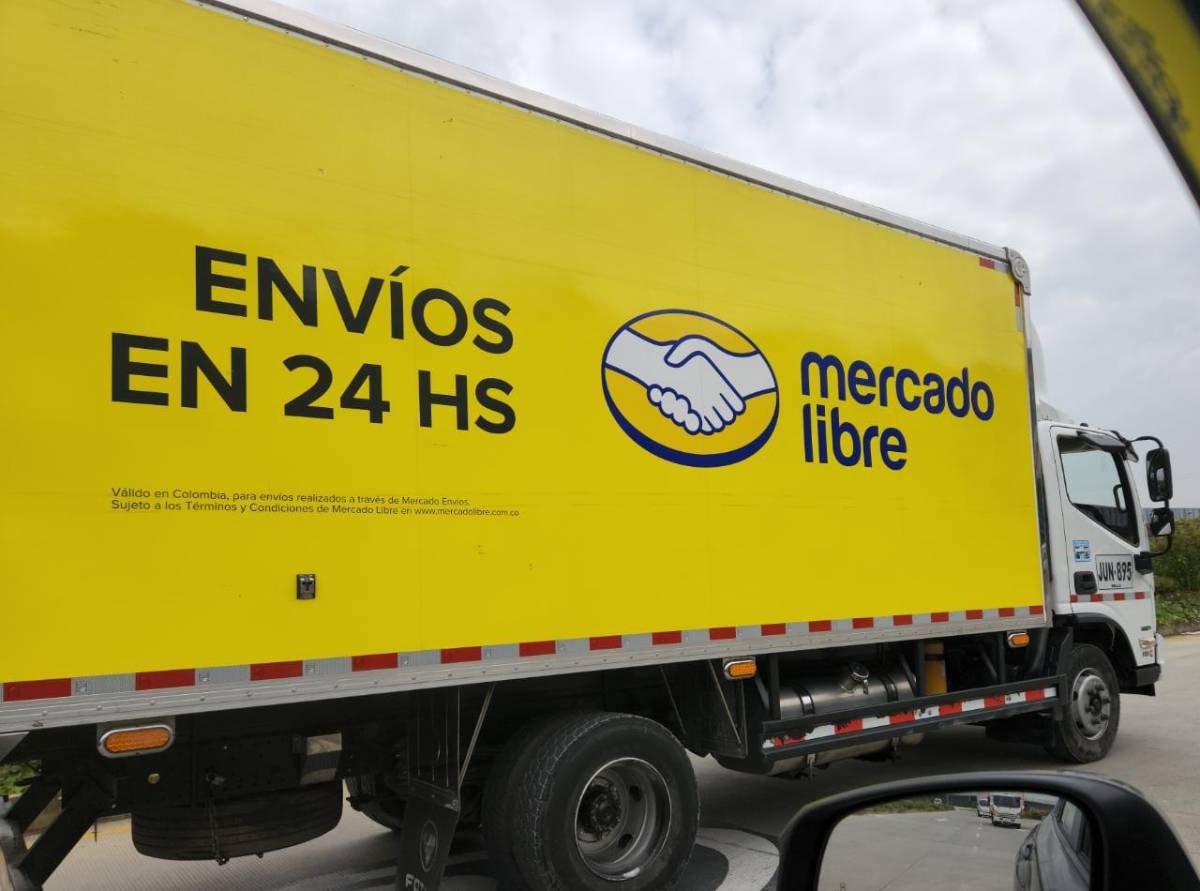 ENVÍOS
EN 24 HS
mercado
libre
Válido en Colombia, para envíos realizados a través de Mercado Envíos.
Sujeto a los Términos y Condiciones de Mercado Libre en www.mercadolibre.com.co
JUN-895